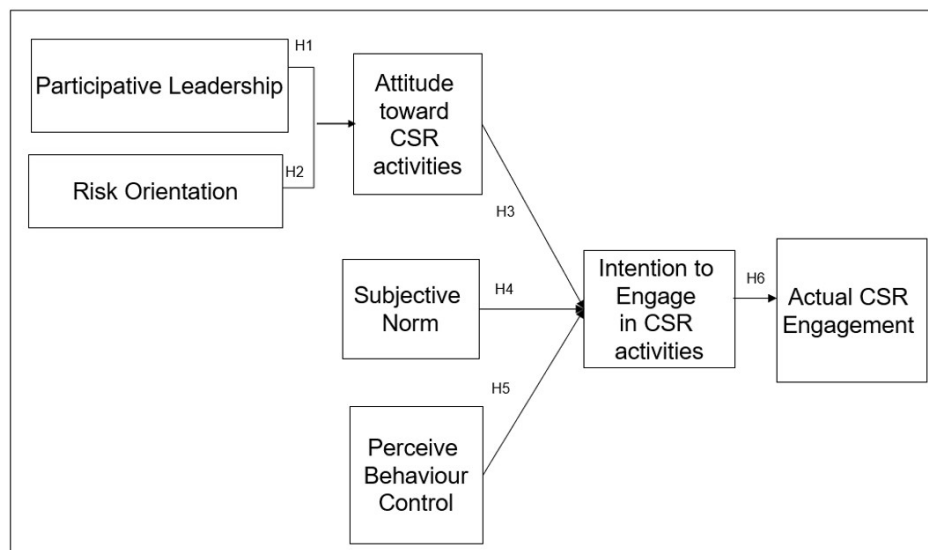 H1
Participative Leadership
H2
Risk Orientation
Attitude
toward
CSR
activities
H3
Subjective
Norm
H4
H5
Perceive
Behaviour
Control
Intention to
Engage
in CSR
activities
H6
Actual CSR
Engagement